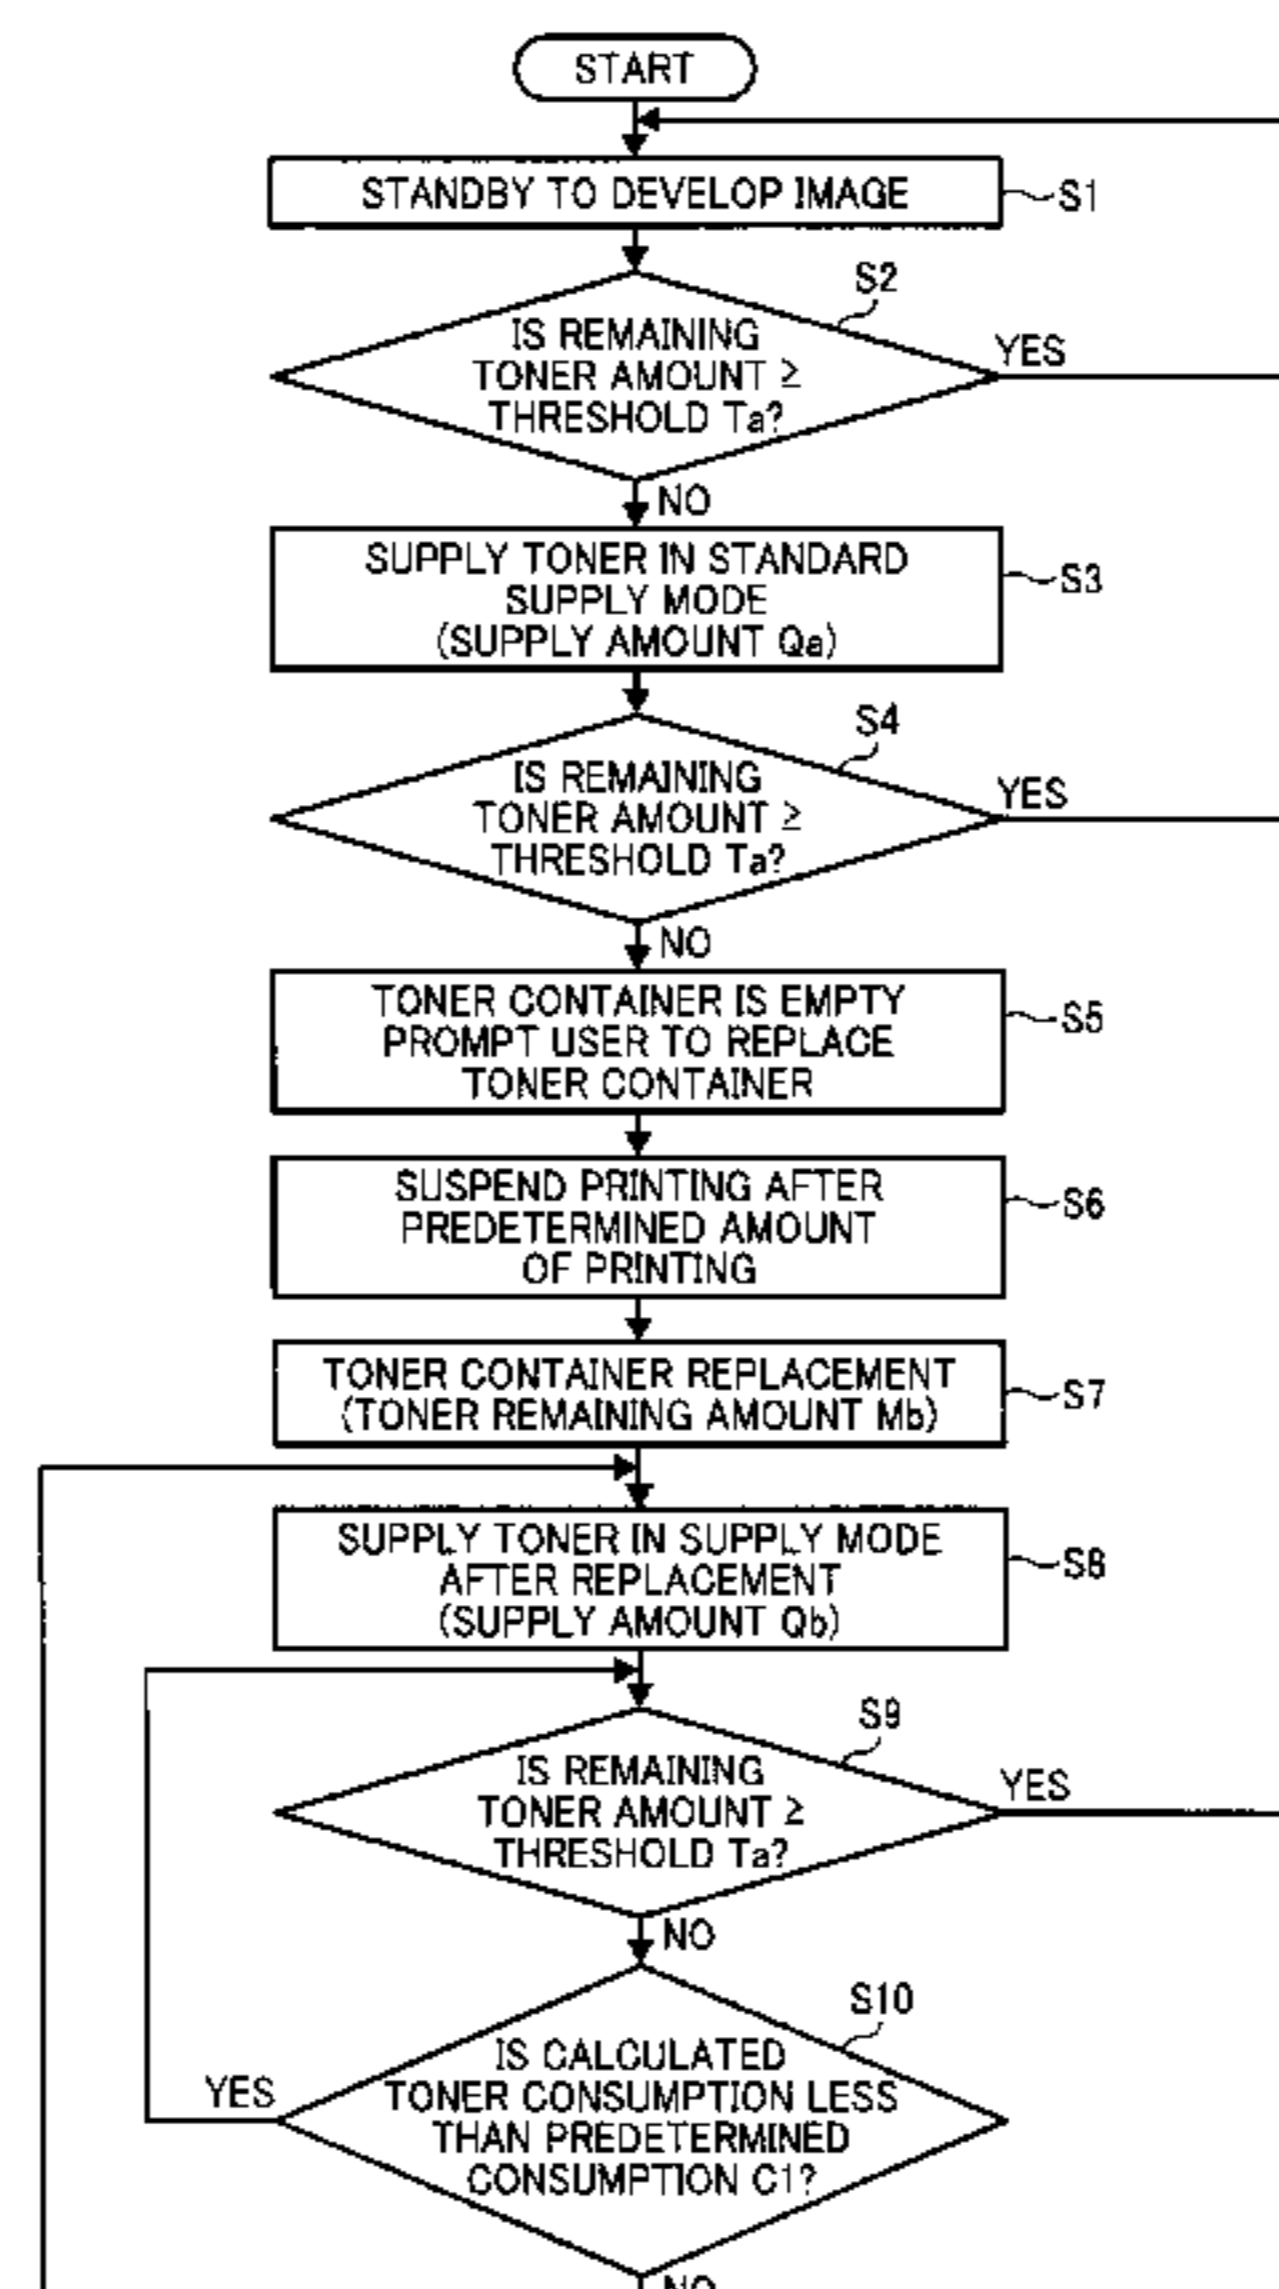 START
STANDBY TO DEVELOP IMAGE
S1
S2
IS REMAINING
TONER AMOUNT ≥
THRESHOLD Ta?
YES
NO
SUPPLY TONER IN STANDARD
SUPPLY MODE
(SUPPLY AMOUNT Qa)
S3
S4
IS REMAINING
TONER AMOUNT ≥
THRESHOLD Ta?
YES
NO
TONER CONTAINER IS EMPTY
PROMPT USER TO REPLACE
TONER CONTAINER
S5
SUSPEND PRINTING AFTER
PREDETERMINED AMOUNT
OF PRINTING
S6
TONER CONTAINER REPLACEMENT
(TONER REMAINING AMOUNT Mb)
S7
SUPPLY TONER IN SUPPLY MODE
AFTER REPLACEMENT
(SUPPLY AMOUNT Qb)
S8
S9
IS REMAINING
TONER AMOUNT ≥
THRESHOLD Ta?
YES
NO
S10
IS CALCULATED
TONER CONSUMPTION LESS
THAN PREDETERMINED
CONSUMPTION C1?
YES
NO